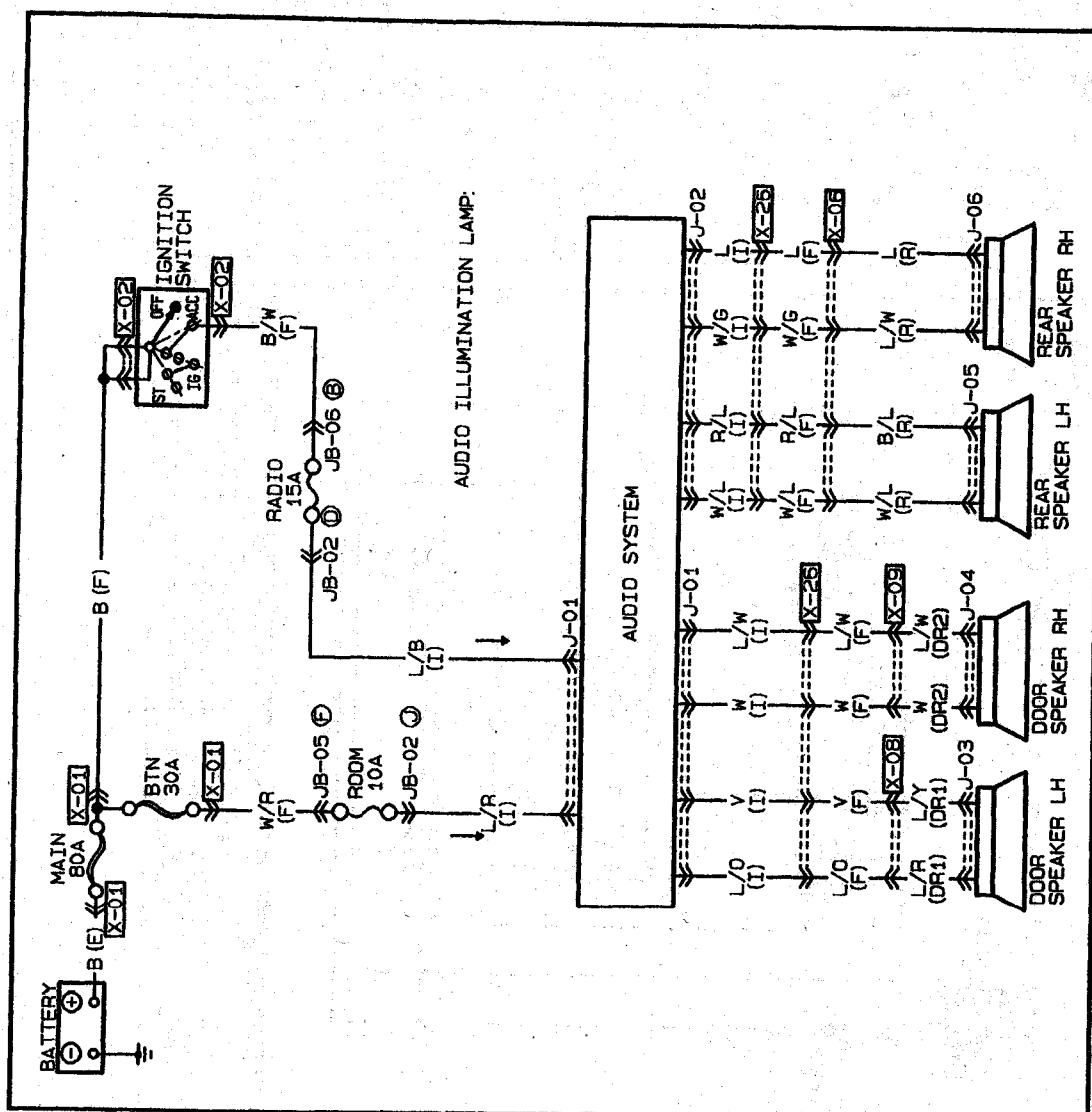 BATTERY
B (E)
X-01
MAIN
80A
X-01
B (F)
BTN
30A
X-01
W/R
(F)
JB-05 F
ROOM
10A
JB-02 J
L/R
(I)
X-02
IGNITION
SWITCH
OFF
ACC
ST
IG
X-02
B/W
(F)
JB-06 B
RADIO
15A
JB-02 D
L/B
(I)
J-01
AUDIO ILLUMINATION LAMP:
AUDIO SYSTEM
J-01
J-02
L/O
(I)
V
(I)
W
(I)
L/W
(I)
W/L
(I)
R/L
(I)
W/G
(I)
L
(I)
X-26
X-26
L/O
(F)
V
(F)
W
(F)
L/W
(F)
W/L
(F)
R/L
(F)
W/G
(F)
L
(F)
X-08
X-09
X-06
L/R
(DR1)
L/Y
(DR1)
W
(DR2)
L/W
(DR2)
W/L
(R)
B/L
(R)
L/W
(R)
L
(R)
J-03
J-04
J-05
J-06
DOOR
SPEAKER LH
DOOR
SPEAKER RH
REAR
SPEAKER LH
REAR
SPEAKER RH